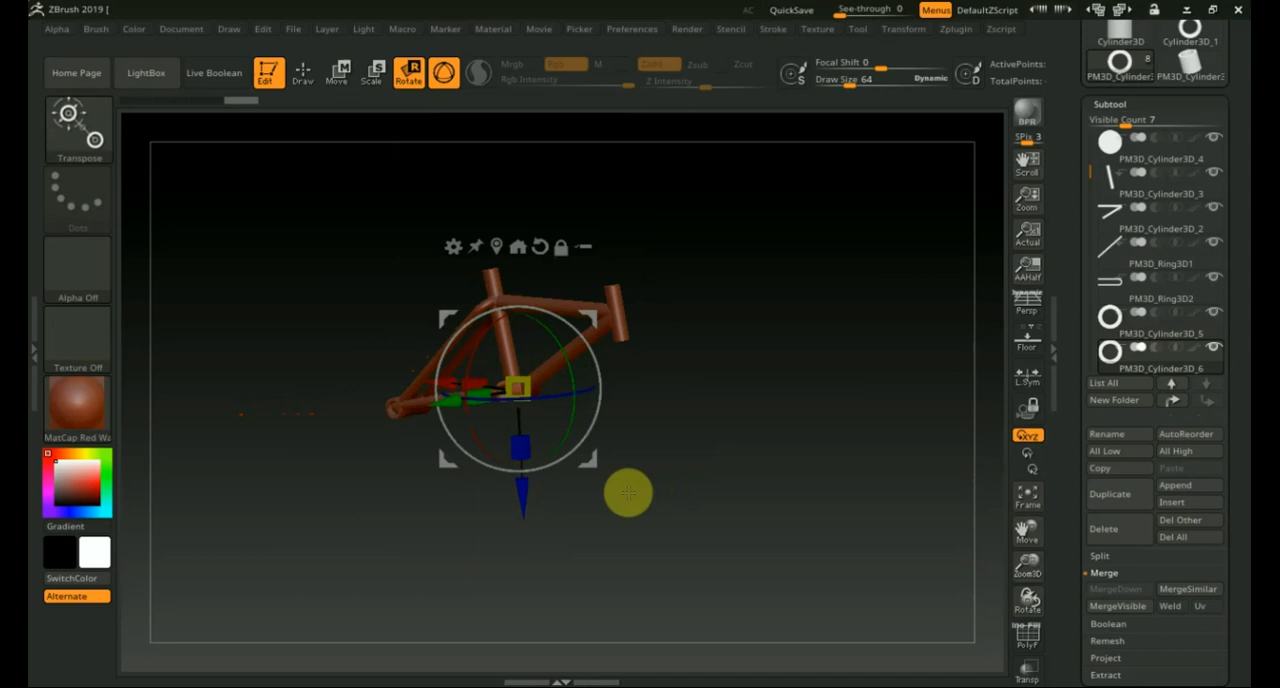 ZBrush 2019 [
AC QuickSave See-through 0 Menus DefaultZScript
Alpha Brush Color Document Draw Edit File Layer Light Macro Marker Material Movie Picker Preferences Render Stencil Stroke Texture Tool Transform Zplugin Zscript
Home Page LightBox Live Boolean Edit Draw Move Scale Rotate
Mrgb Rgb M Zadd Zsub Zcut
Rgb Intensity Z Intensity
Focal Shift 0
Draw Size 64 Dynamic
ActivePoints:
TotalPoints:
Transpose
Dots
Alpha Off
Texture Off
MatCap Red Wa
Gradient
SwitchColor
Alternate
BPR
SPix 3
Scroll
Zoom
Actual
AAHalf
Dynamic
Persp
Floor
L.Sym
XYZ
Frame
Move
Zoom3D
Rotate
PolyF
Transp
Cylinder3D Cylinder3D_1
8
PM3D_Cylinder3 PM3D_Cylinder3
Subtool
Visible Count 7
PM3D_Cylinder3D_4
PM3D_Cylinder3D_3
PM3D_Cylinder3D_2
PM3D_Ring3D1
PM3D_Ring3D2
PM3D_Cylinder3D_5
PM3D_Cylinder3D_6
List All
New Folder
Rename AutoReorder
All Low All High
Copy Paste
Duplicate Append
Insert
Delete Del Other
Del All
Split
Merge
MergeDown MergeSimilar
MergeVisible Weld Uv
Boolean
Remesh
Project
Extract